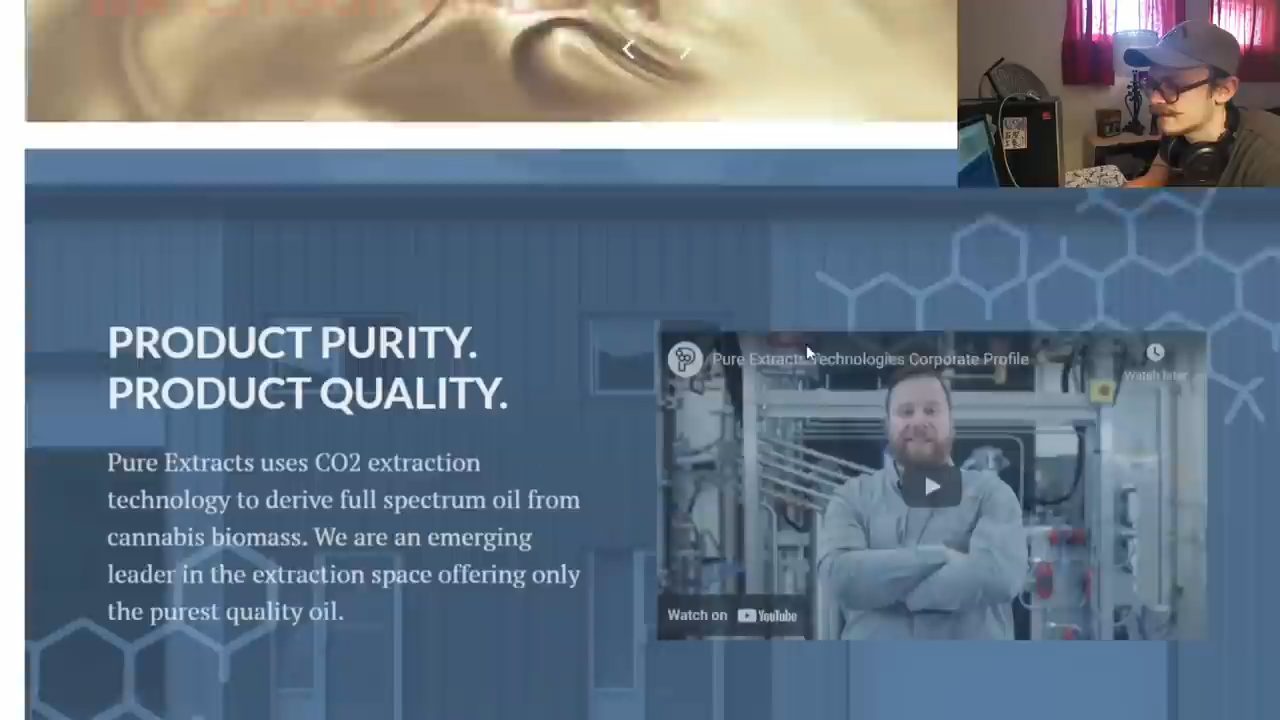 PRODUCT PURITY.
PRODUCT QUALITY.
Pure Extracts uses CO2 extraction
technology to derive full spectrum oil from
cannabis biomass. We are an emerging
leader in the extraction space offering only
the purest quality oil.
Pure Extracts Technologies Corporate Profile
Watch later
Watch on YouTube